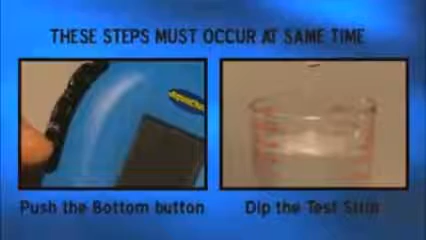 THESE STEPS MUST OCCUR AT SAME TIME
Push the Bottom button
Dip the Test Strip